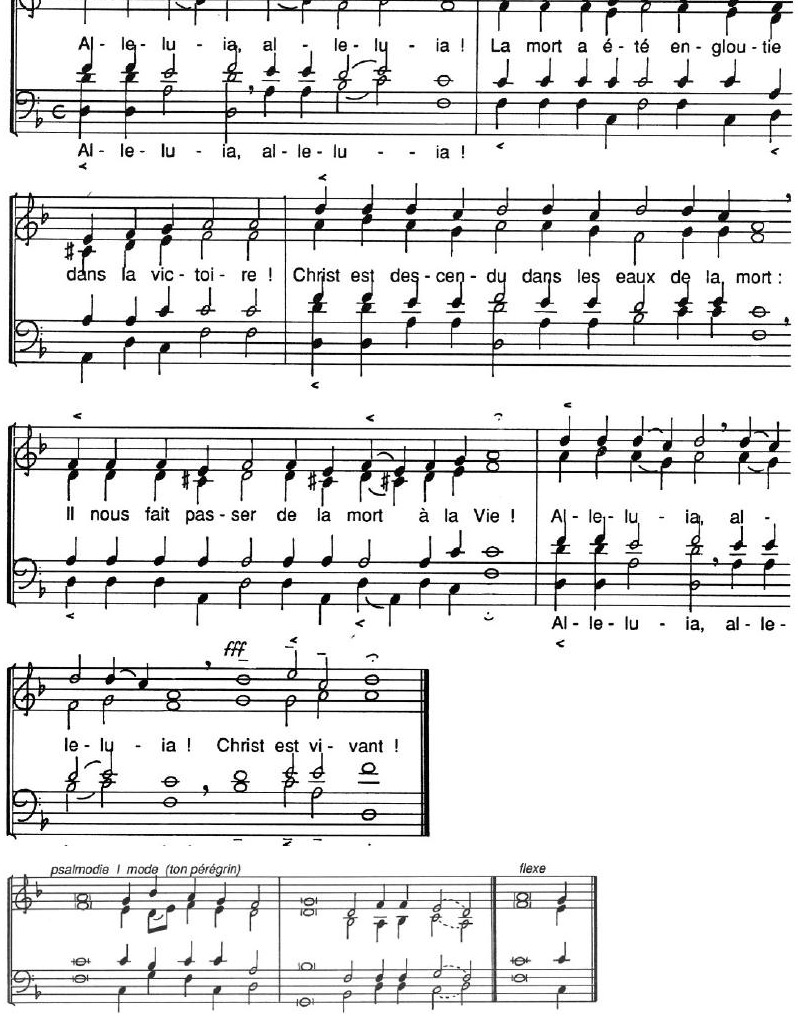 Al - le - lu - ia, al - le - lu - ia ! La mort a é - té en - glou - tie
Al - le - lu - ia, al - le - lu - - ia !
dans la vic - toi - re ! Christ est des - cen - du dans les eaux de la mort :
Il nous fait pas - ser de la mort à la Vie ! Al - le - lu - ia, al -
Al - le - lu - ia, al - le -
fff
le - lu - ia ! Christ est vi - vant !
psalmodie I mode (ton pérégrin) flexe